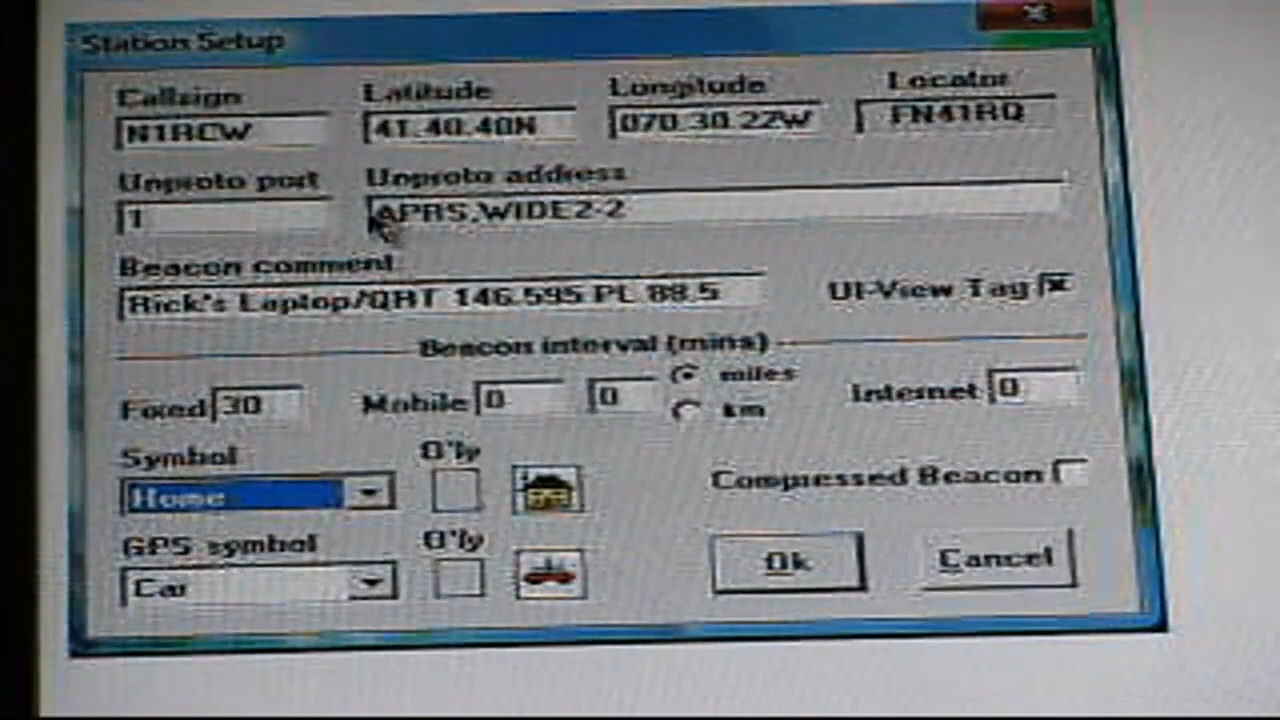 Station Setup
Callsign Latitude Longitude Locator
N1RCW 41.40.40N 070.30.22W FN41RQ
Unproto port Unproto address
1 APRS,WIDE2-2
Beacon comment
Rick's Laptop/QRT 146.595 PL 88.5 UI-View Tag
Beacon interval (mins)
Fixed 30 Mobile 0 0 miles km Internet 0
Symbol O'ly
Home Compressed Beacon
GPS symbol O'ly
Car Ok Cancel